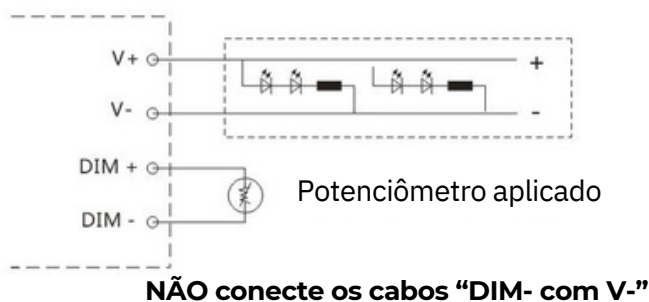 V+
+
V-
-
DIM +
Potenciômetro aplicado
DIM -
NÃO conecte os cabos “DIM- com V-”